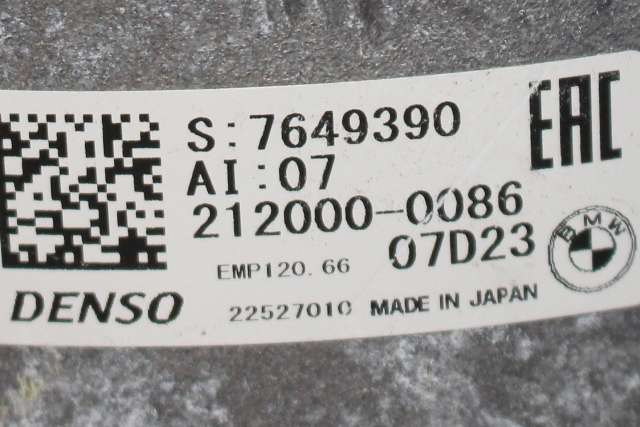 S:7649390
EAC
AI:07
212000-0086
EMP120.66 07D23
BMW
DENSO 22527010 MADE IN JAPAN